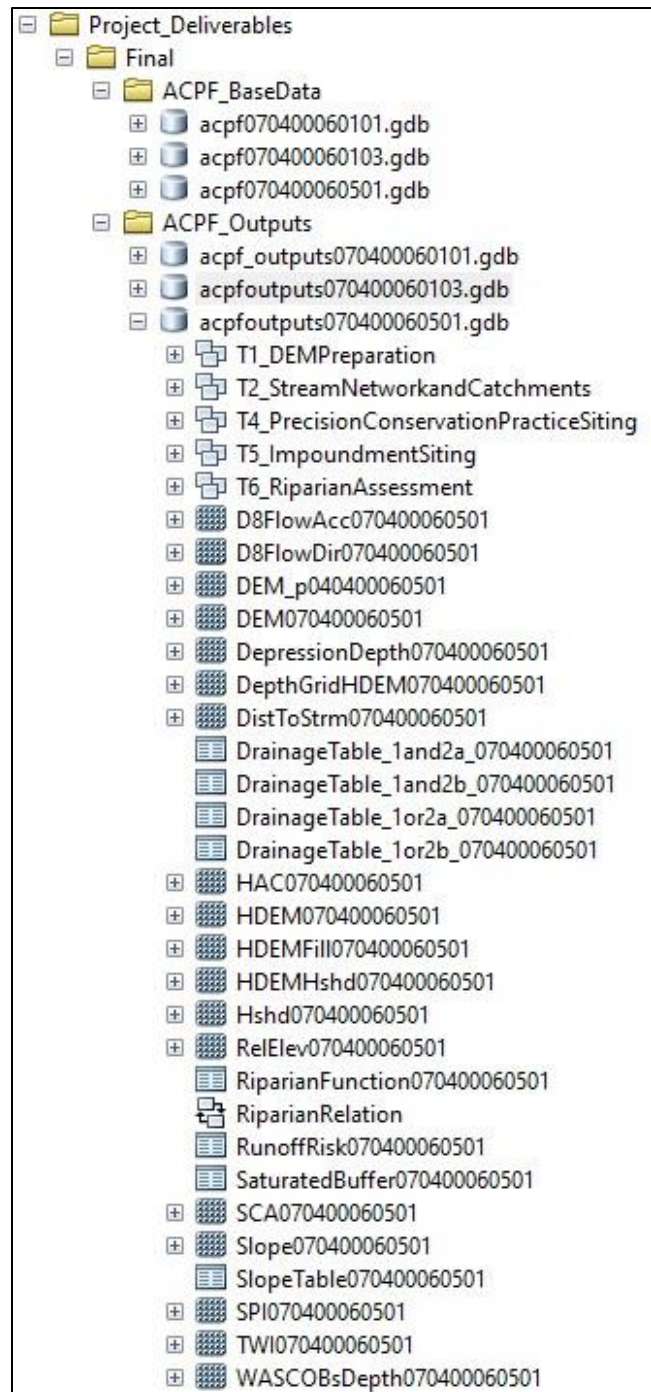 Project_Deliverables
Final
ACPF_BaseData
acpf070400060101.gdb
acpf070400060103.gdb
acpf070400060501.gdb
ACPF_Outputs
acpf_outputs070400060101.gdb
acpfoutputs070400060103.gdb
acpfoutputs070400060501.gdb
T1_DEMPreparation
T2_StreamNetworkandCatchments
T4_PrecisionConservationPracticeSiting
T5_ImpoundmentSiting
T6_RiparianAssessment
D8FlowAcc070400060501
D8FlowDir070400060501
DEM_p040400060501
DEM070400060501
DepressionDepth070400060501
DepthGridHDEM070400060501
DistToStrm070400060501
DrainageTable_1and2a_070400060501
DrainageTable_1and2b_070400060501
DrainageTable_1or2a_070400060501
DrainageTable_1or2b_070400060501
HAC070400060501
HDEM070400060501
HDEMFill070400060501
HDEMHshd070400060501
Hshd070400060501
RelElev070400060501
RiparianFunction070400060501
RiparianRelation
RunoffRisk070400060501
SaturatedBuffer070400060501
SCA070400060501
Slope070400060501
SlopeTable070400060501
SPI070400060501
TWI070400060501
WASCOBsDepth070400060501